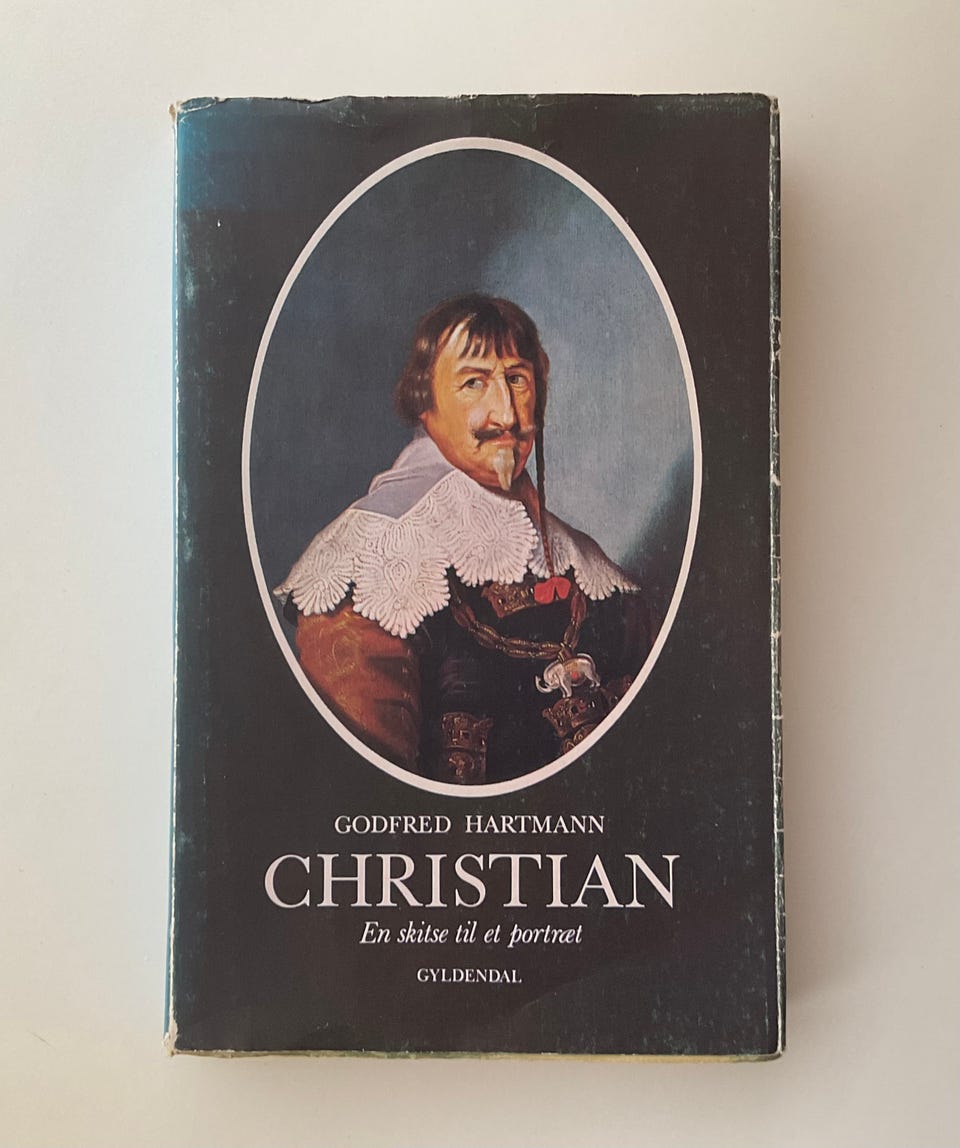 GODFRED HARTMANN
CHRISTIAN
En skitse til et portræt
GYLDENDAL